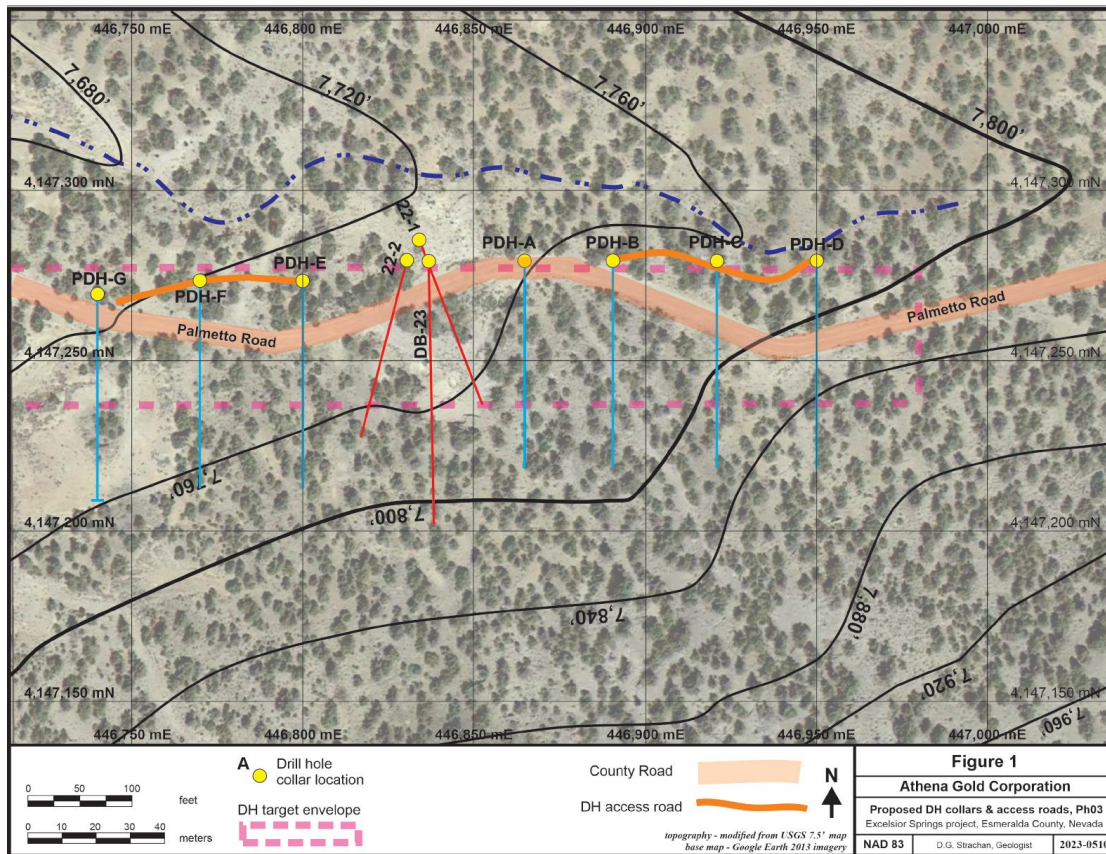 446,750 mE 446,800 mE 446,850 mE 446,900 mE 446,950 mE 447,000 mE
7,680'
7,720'
7,760'
7,800'
4,147,300 mN 4,147,300 mN
22-1
22-2
PDH-A PDH-B PDH-C PDH-D
PDH-G PDH-F PDH-E
Palmetto Road
Palmetto Road
DB-23
4,147,250 mN 4,147,250 mN
7,760'
7,800'
4,147,200 mN 4,147,200 mN
7,840'
7,880'
7,920'
7,960'
4,147,150 mN 4,147,150 mN
446,750 mE 446,800 mE 446,850 mE 446,900 mE 446,950 mE 447,000 mE
0 50 100
feet
0 10 20 30 40
meters
A Drill hole
collar location
DH target envelope
County Road
DH access road
N
topography - modified from USGS 7.5' map
base map - Google Earth 2013 imagery
Figure 1
Athena Gold Corporation
Proposed DH collars & access roads, Ph03
Excelsior Springs project, Esmeralda County, Nevada
NAD 83 D.G. Strachan, Geologist 2023-0510